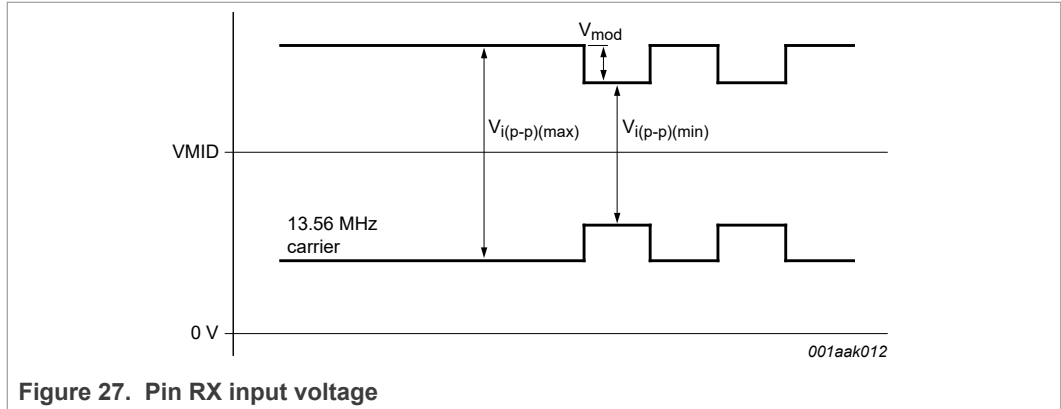 Vmod
Vi(p-p)(max)
Vi(p-p)(min)
VMID
13.56 MHz
carrier
0 V
001aak012
Figure 27. Pin RX input voltage